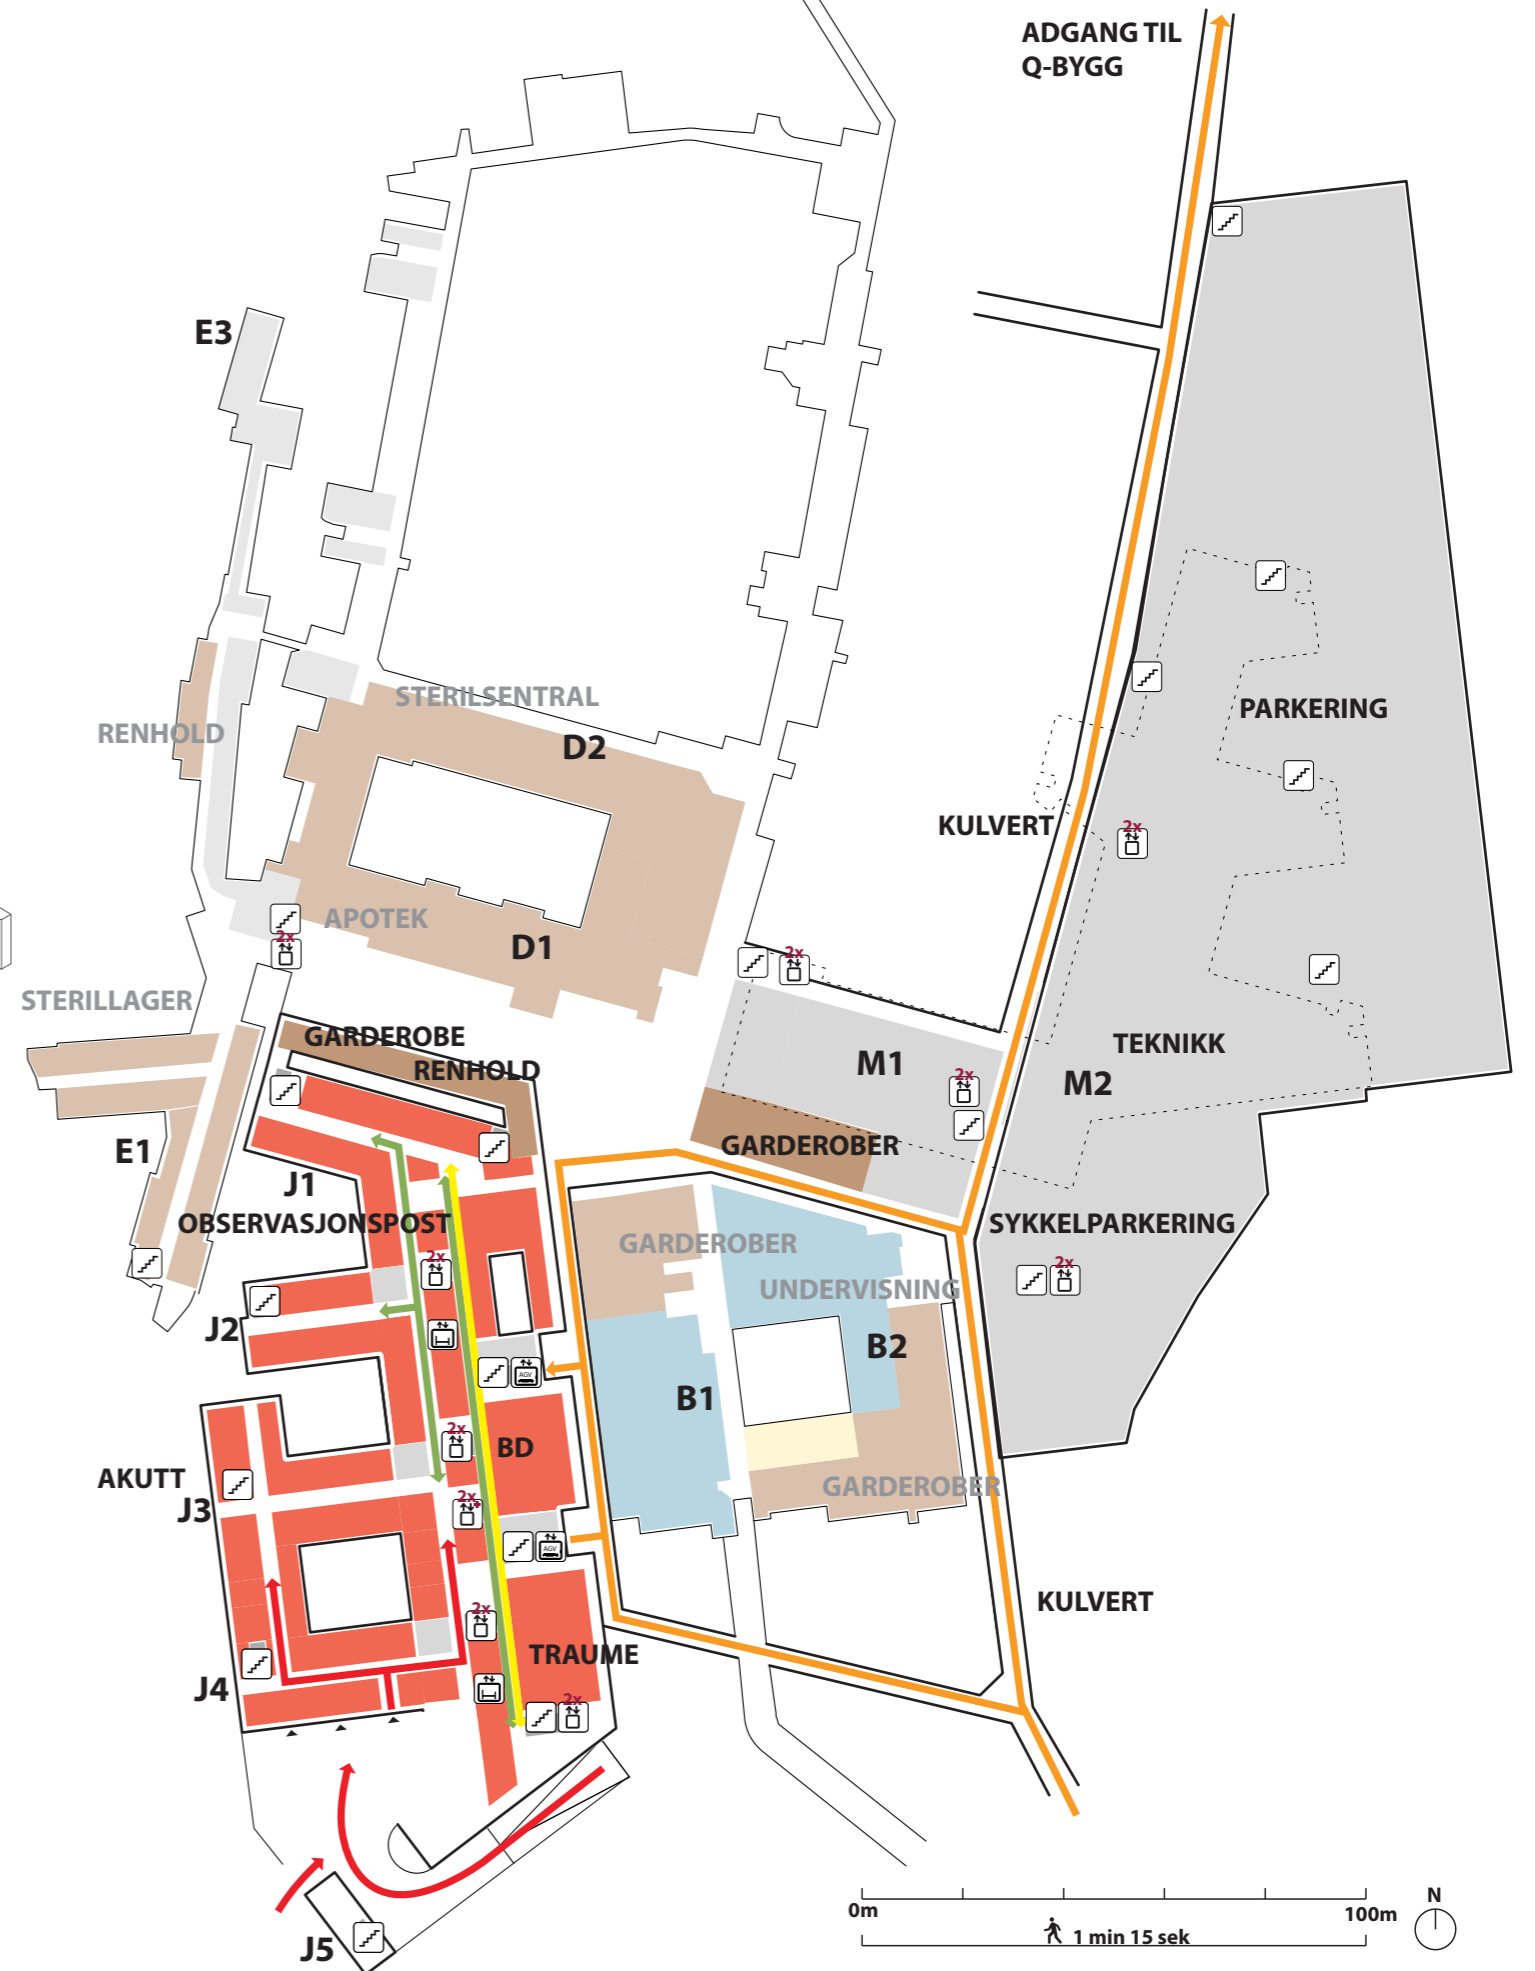 ADGANG TIL
Q-BYGG
E3
STERILSENTRAL
RENHOLD
D2
PARKERING
KULVERT
2x
APOTEK
2x
D1
2x
STERILLAGER
GARDEROBE
RENHOLD
TEKNIKK
M1
2x
M2
E1
GARDEROBER
J1
OBSERVASJONSPOST
SYKKELPARKERING
GARDEROBER
2x
2x
UNDERVISNING
J2
B2
AGV
B1
2x
BD
AKUTT
GARDEROBER
J3
2x
AGV
KULVERT
2x
TRAUME
J4
2x
J5
0m
100m
1 min 15 sek
N